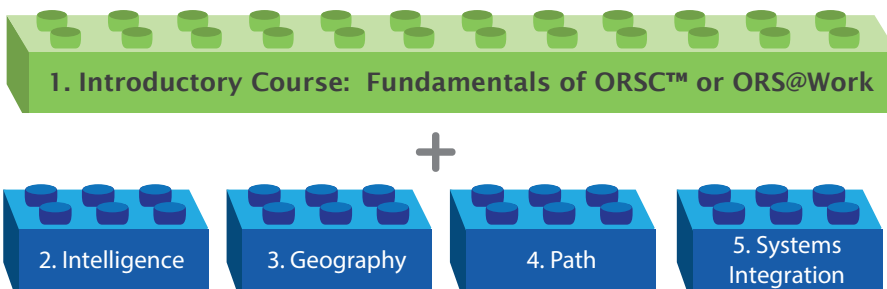 1. Introductory Course: Fundamentals of ORSC™ or ORS@Work
+
2. Intelligence
3. Geography
4. Path
5. Systems
Integration